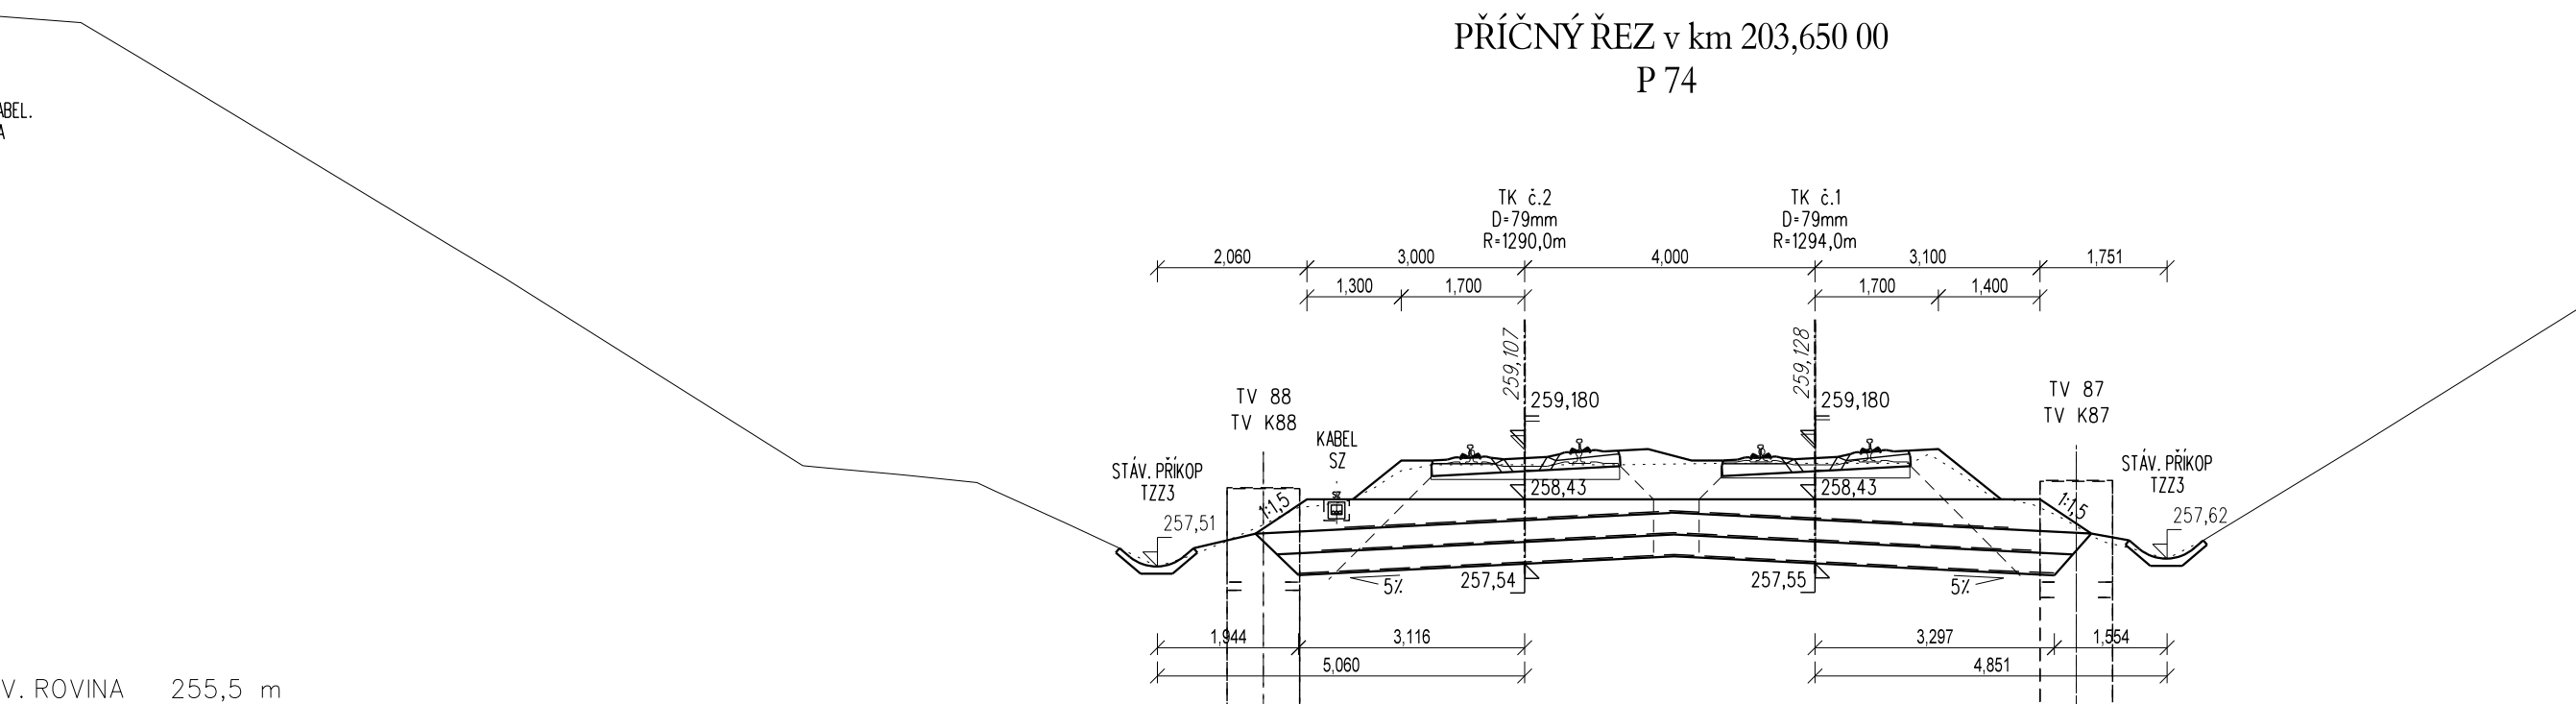 PŘÍČNÝ ŘEZ v km 203,650 00
P 74
ABEL.
A
TK č.2
D=79mm
R=1290,0m
TK č.1
D=79mm
R=1294,0m
2,060
3,000
4,000
3,100
1,751
1,300
1,700
1,700
1,400
259,107
259,128
259,180
259,180
TV 88
TV K88
TV 87
TV K87
KABEL
SZ
STÁV. PŘÍKOP
TZZ3
STÁV. PŘÍKOP
TZZ3
1:1,5
1:1,5
258,43
258,43
257,51
257,62
257,54
257,55
5%
5%
1,944
3,116
3,297
1,554
5,060
4,851
V. ROVINA 255,5 m